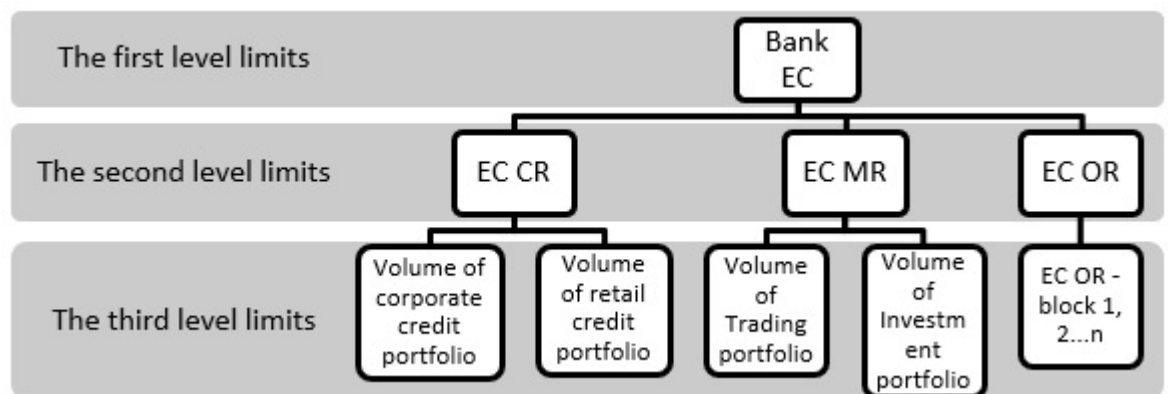 The first level limits
Bank
EC
The second level limits
EC CR
EC MR
EC OR
The third level limits
Volume of
corporate
credit
portfolio
Volume
of retail
credit
portfolio
Volume
of
Trading
portfolio
Volume
of
Investm
ent
portfolio
EC OR -
block 1,
2...n